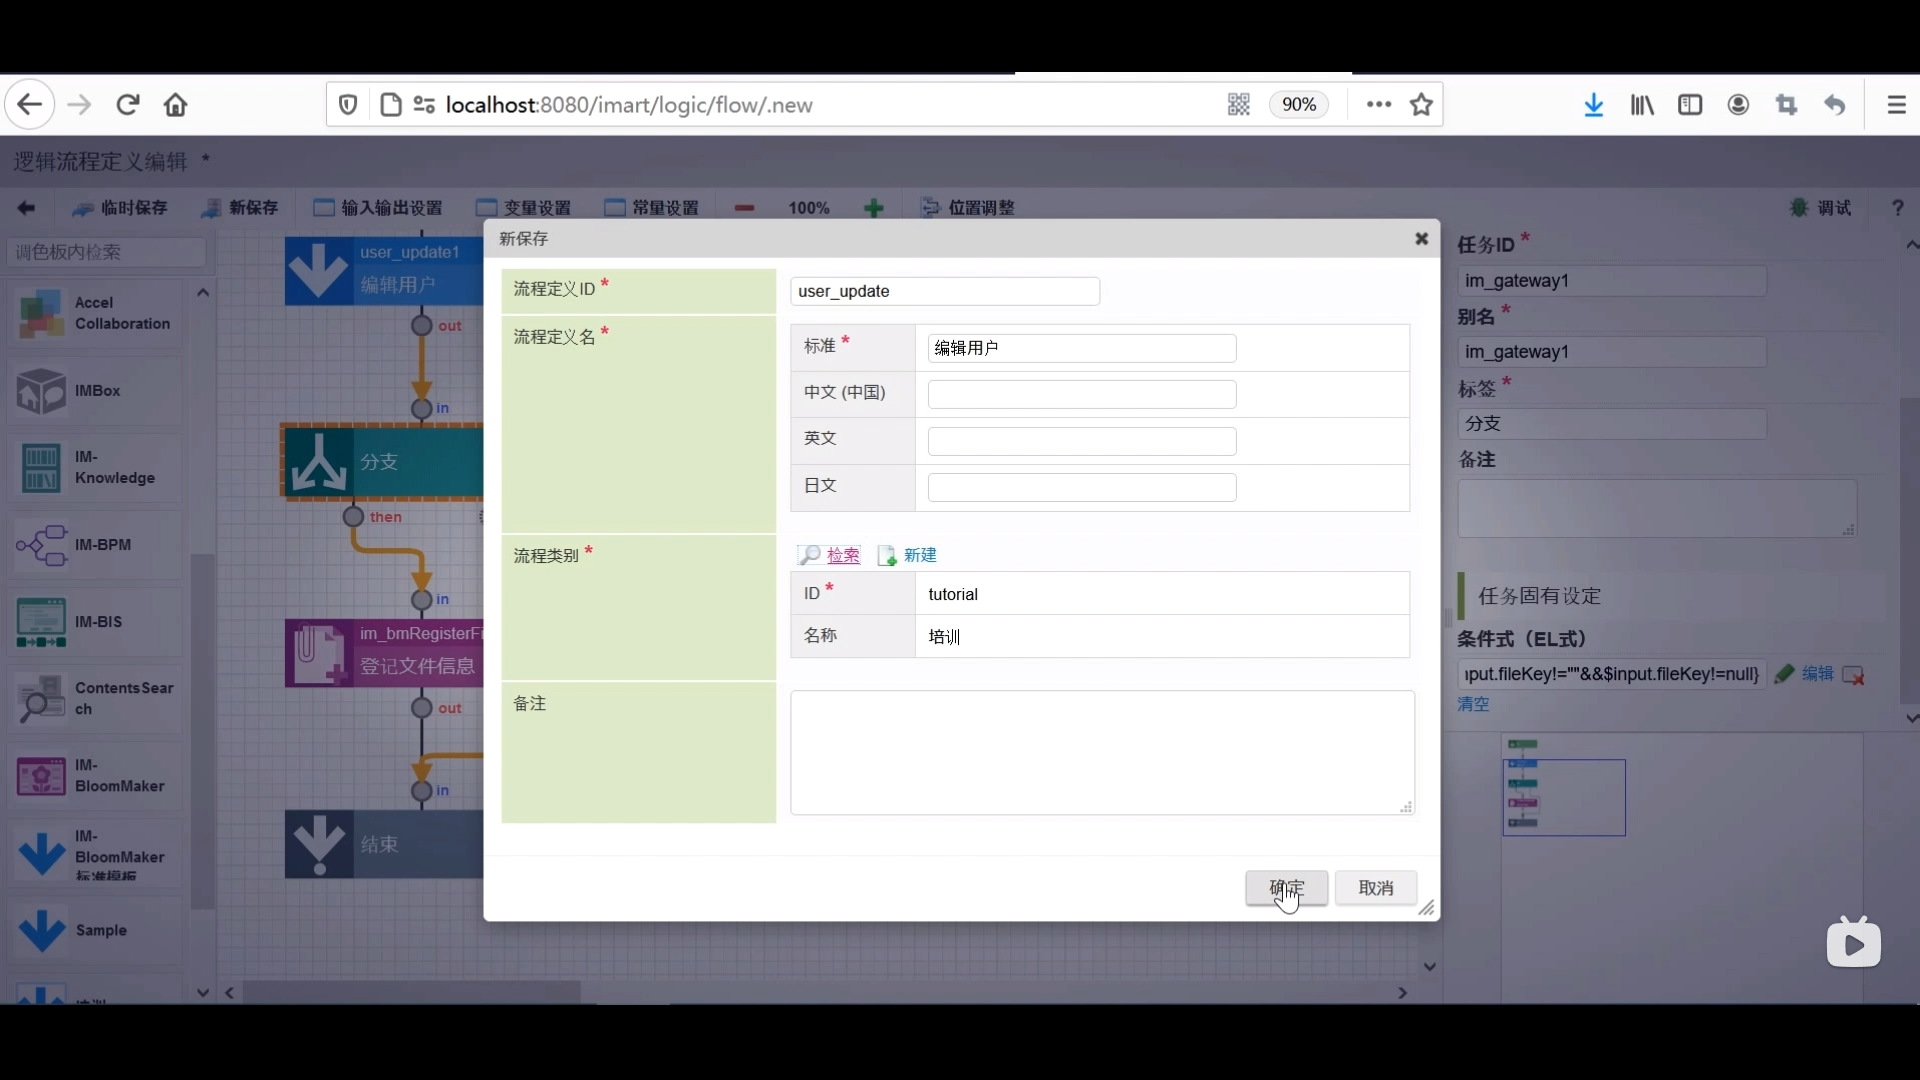 localhost:8080/imart/logic/flow/.new
90%
逻辑流程定义编辑 *
临时保存
新保存
输入输出设置
变量设置
常量设置
100%
位置调整
调试
?
调色板内检索
Accel
Collaboration
IMBox
IM-
Knowledge
IM-BPM
IM-BIS
ContentsSear
ch
IM-
BloomMaker
IM-
BloomMaker
标准模板
Sample
user_update1
编辑用户
out
in
分支
then
in
im_bmRegisterFi
登记文件信息
out
in
结束
新保存
流程定义ID *
user_update
流程定义名 *
标准 *
编辑用户
中文 (中国)
英文
日文
流程类别 *
检索
新建
ID *
tutorial
名称
培训
备注
确定
取消
任务ID *
im_gateway1
别名 *
im_gateway1
标签 *
分支
备注
任务固有设定
条件式（EL式）
put.fileKey!=""&&$input.fileKey!=null}
编辑
清空